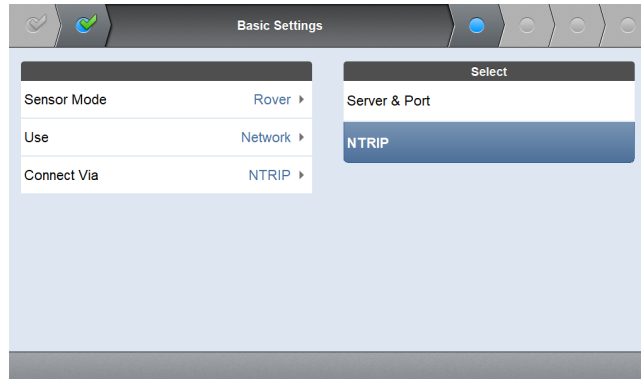 Basic Settings
Sensor Mode Rover
Use Network
Connect Via NTRIP
Select
Server & Port
NTRIP